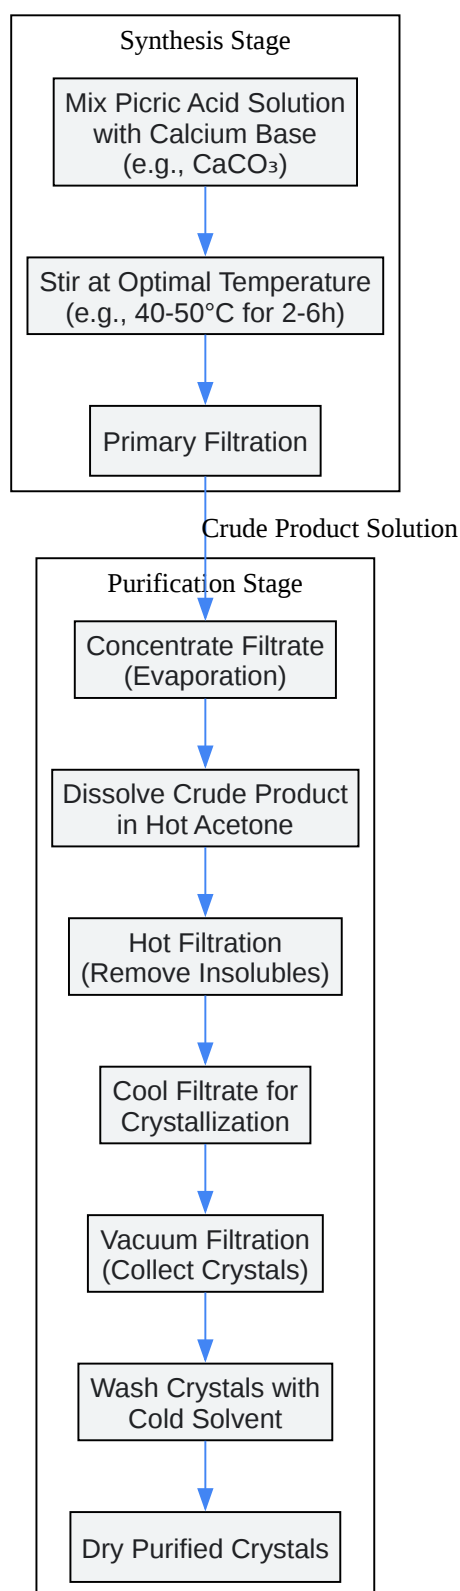 Synthesis Stage
Mix Picric Acid Solution
with Calcium Base
(e.g., CaCO₃)
Stir at Optimal Temperature
(e.g., 40-50°C for 2-6h)
Primary Filtration
Crude Product Solution
Purification Stage
Concentrate Filtrate
(Evaporation)
Dissolve Crude Product
in Hot Acetone
Hot Filtration
(Remove Insolubles)
Cool Filtrate for
Crystallization
Vacuum Filtration
(Collect Crystals)
Wash Crystals with
Cold Solvent
Dry Purified Crystals